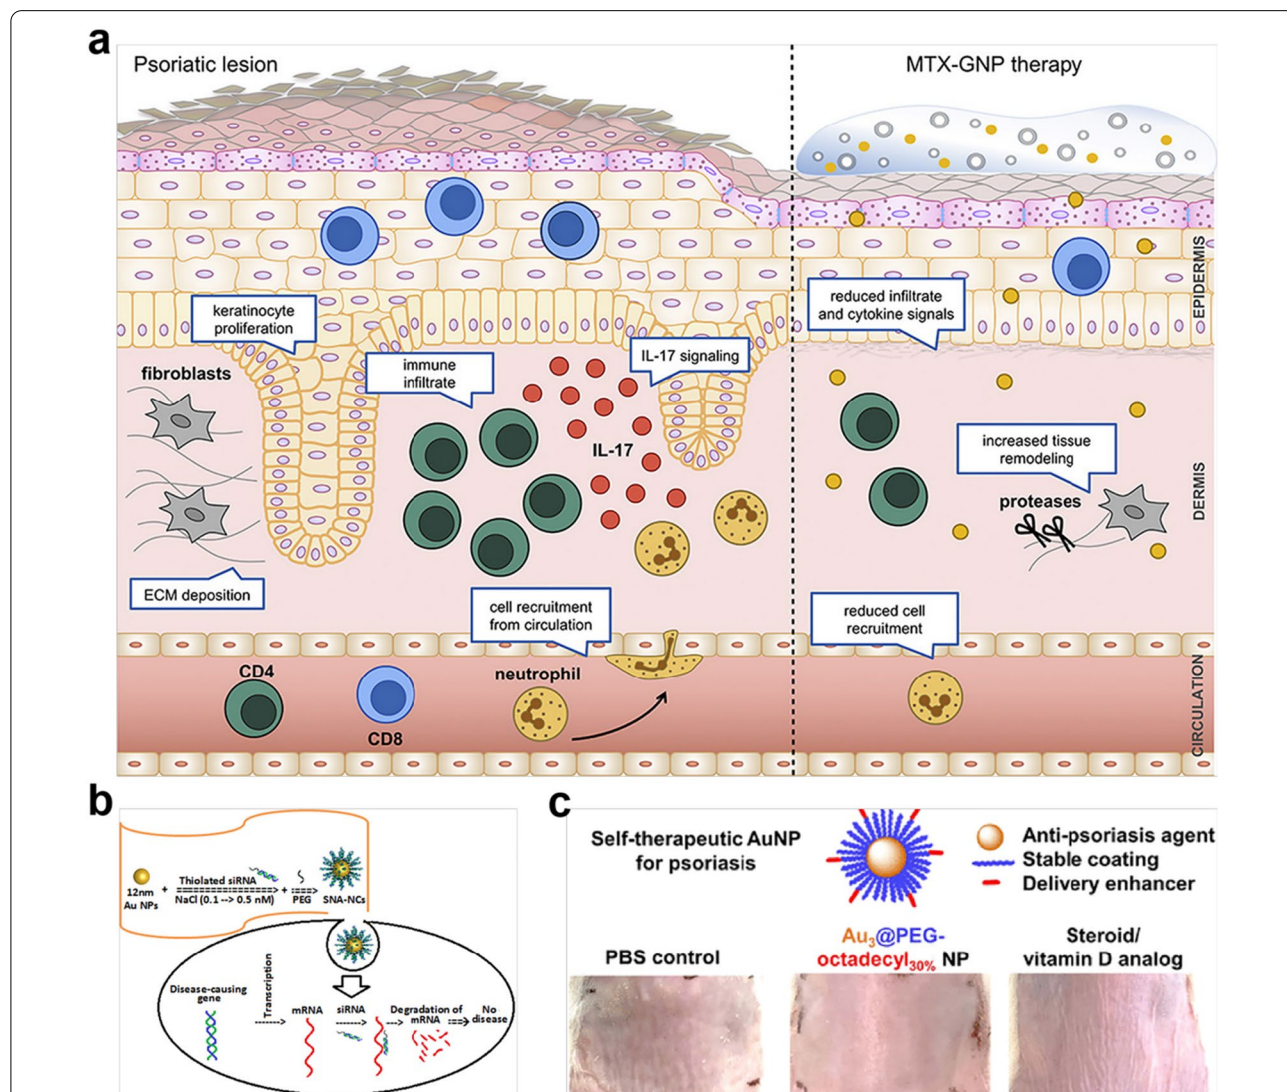 a
Psoriatic lesion
MTX-GNP therapy
EPIDERMIS
keratinocyte
proliferation
reduced infiltrate
and cytokine signals
IL-17 signaling
immune
infiltrate
fibroblasts
IL-17
increased tissue
remodeling
proteases
DERMIS
ECM deposition
cell recruitment
from circulation
reduced cell
recruitment
CD4
neutrophil
CD8
CIRCULATION
b
12nm
Au NPs
+
Thiolated siRNA
NaCl (0.1 --> 0.5 nM)
+
PEG
SNA-NCs
Disease-causing
gene
Transcription
mRNA
siRNA
Degradation of
mRNA
No
disease
c
Self-therapeutic AuNP
for psoriasis
Anti-psoriasis agent
Stable coating
Delivery enhancer
PBS control
Au3@PEG-
octadecyl30% NP
Steroid/
vitamin D analog